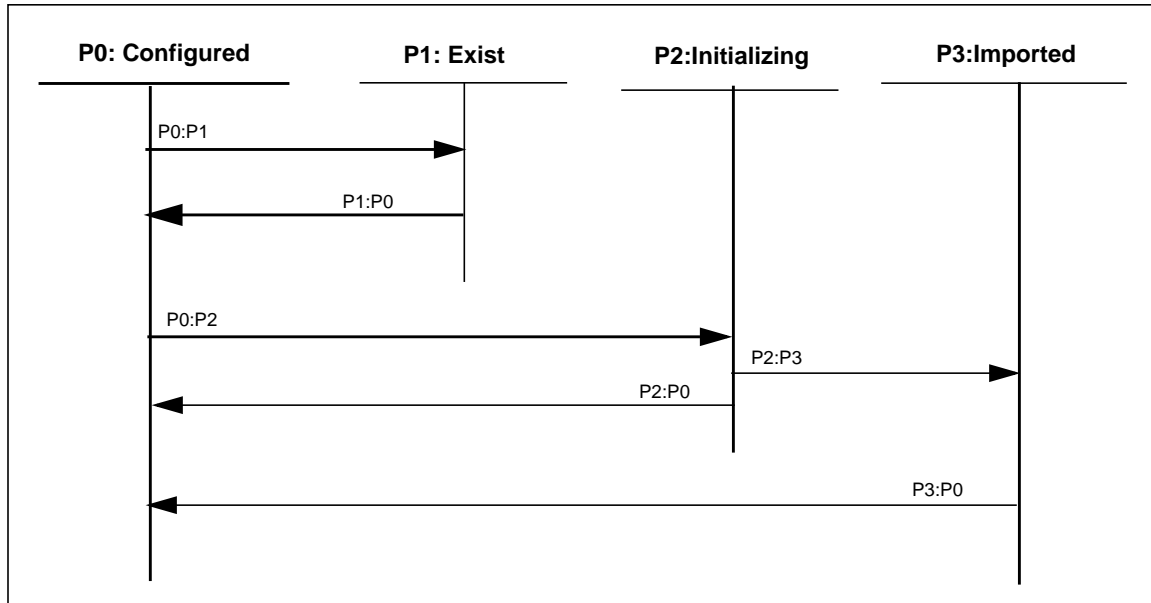 P0: Configured
P1: Exist
P2:Initializing
P3:Imported
P0:P1
P1:P0
P0:P2
P2:P3
P2:P0
P3:P0